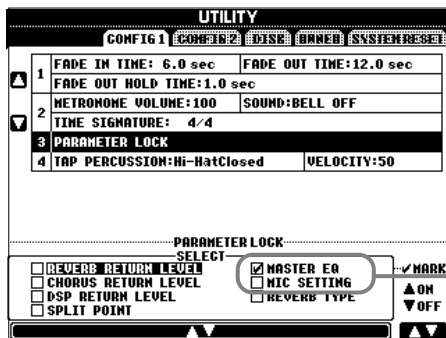 UTILITY
CONFIG 1 CONFIG 2 DISK OWNER SYSTEM RESET
1 FADE IN TIME: 6.0 sec FADE OUT TIME:12.0 sec
FADE OUT HOLD TIME:1.0 sec
2 METRONOME VOLUME:100 SOUND:BELL OFF
TIME SIGNATURE: 4/4
3 PARAMETER LOCK
4 TAP PERCUSSION:Hi-HatClosed VELOCITY:50
PARAMETER LOCK
SELECT
REVERB RETURN LEVEL MASTER EQ MARK
CHORUS RETURN LEVEL MIC SETTING ON
DSP RETURN LEVEL REVERB TYPE OFF
SPLIT POINT